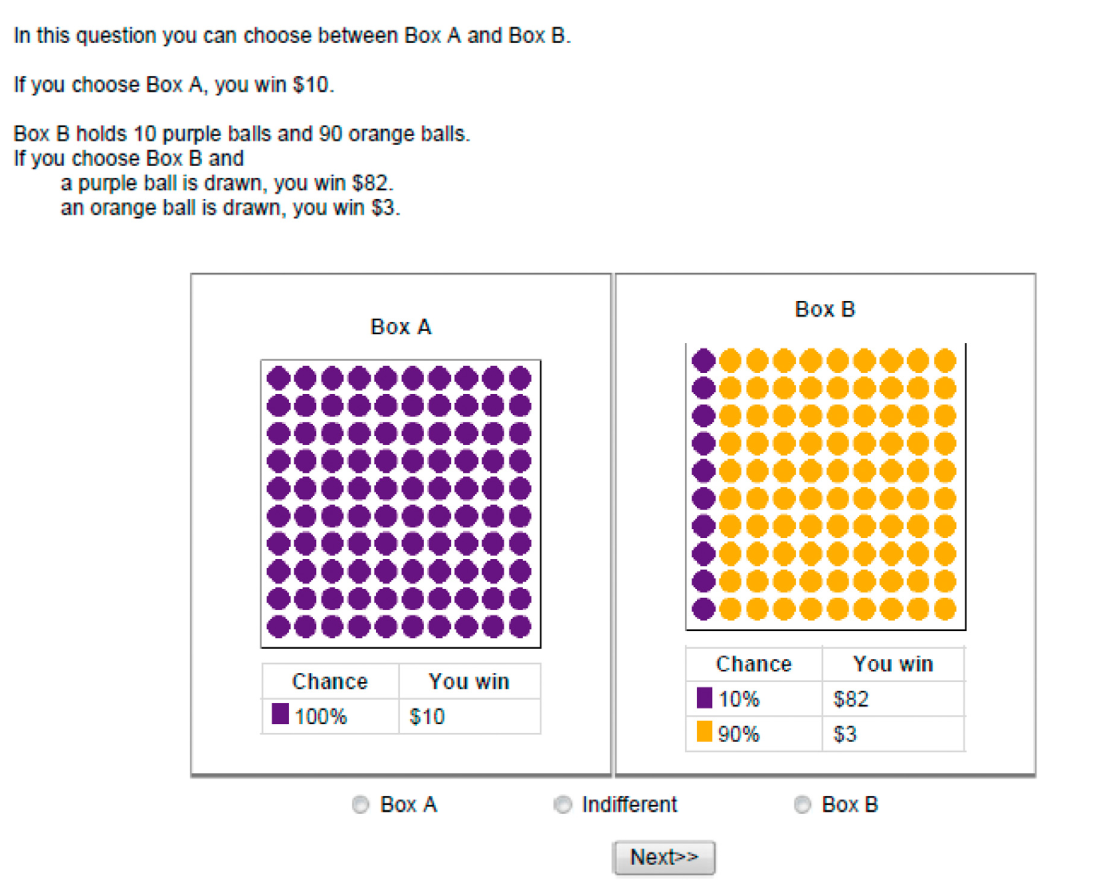 In this question you can choose between Box A and Box B.
If you choose Box A, you win $10.
Box B holds 10 purple balls and 90 orange balls.
If you choose Box B and
a purple ball is drawn, you win $82.
an orange ball is drawn, you win $3.
Box A
Chance You win
100% $10
Box B
Chance You win
10% $82
90% $3
Box A Indifferent Box B
Next>>